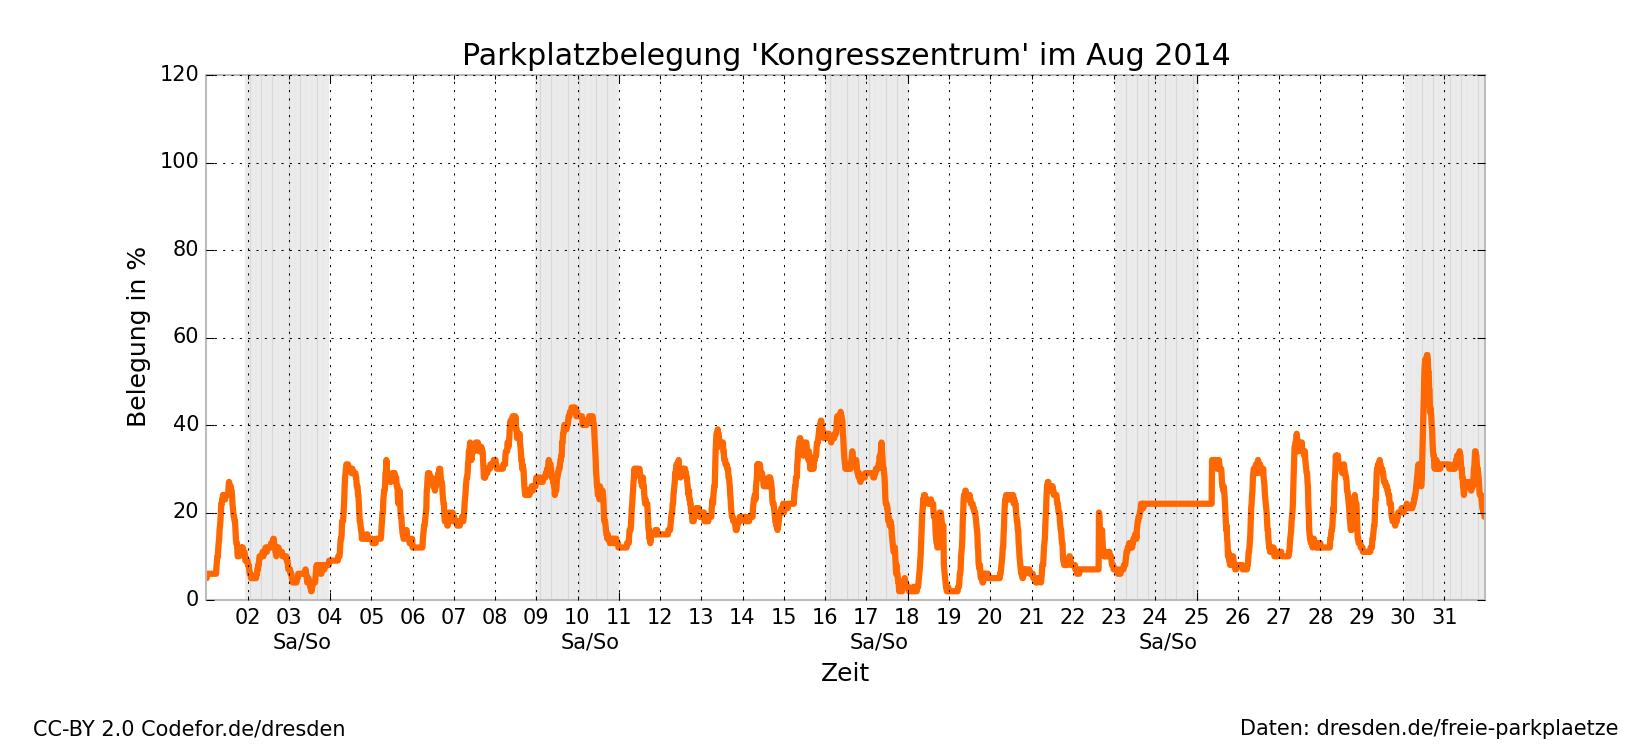 Parkplatzbelegung 'Kongresszentrum' im Aug 2014
120
100
80
60
40
20
0
Belegung in %
02 03 04 05 06 07 08 09 10 11 12 13 14 15 16 17 18 19 20 21 22 23 24 25 26 27 28 29 30 31
Sa/So Sa/So Sa/So Sa/So
Zeit
CC-BY 2.0 Codefor.de/dresden
Daten: dresden.de/freie-parkplaetze